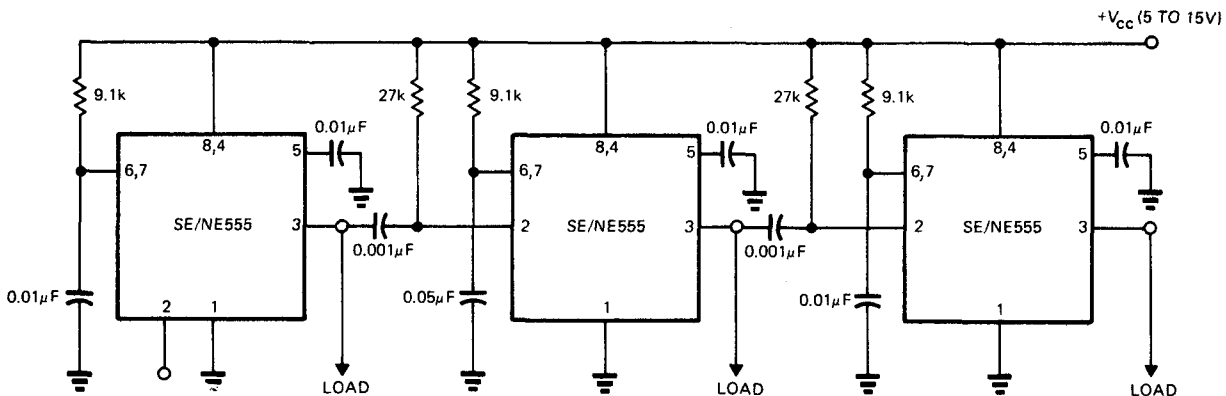 +VCC (5 TO 15V)
9.1k
27k
9.1k
27k
9.1k
0.01μF
0.01μF
0.01μF
8,4
5
8,4
5
8,4
5
6,7
6,7
6,7
SE/NE555
3
2
SE/NE555
3
2
SE/NE555
3
0.001μF
0.001μF
0.01μF
0.05μF
0.01μF
2
1
1
1
LOAD
LOAD
LOAD